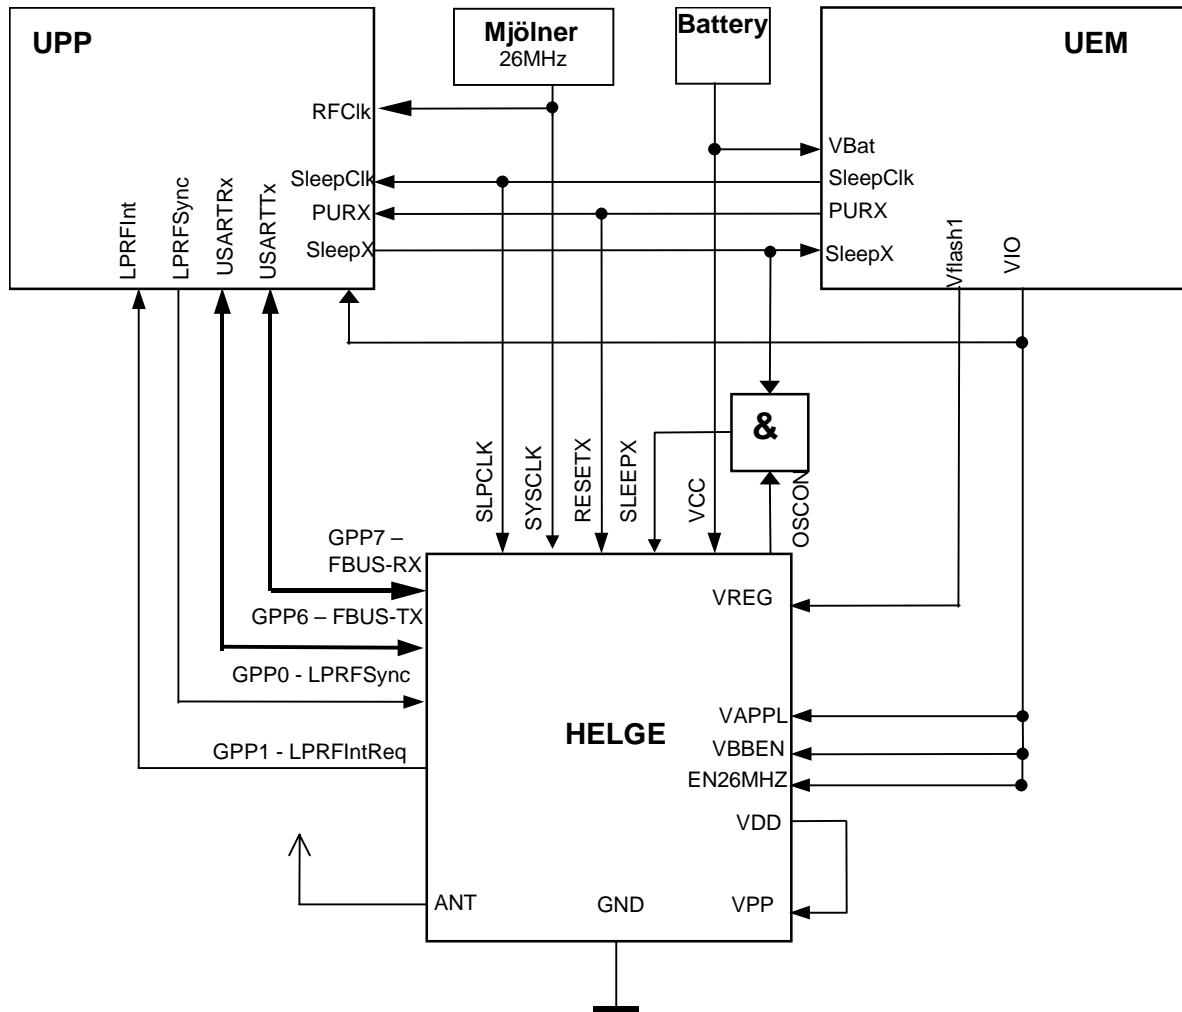 UPP
Mjölner
26MHz
Battery
UEM
RFClk
VBat
SleepClk
SleepClk
PURX
PURX
SleepX
SleepX
LPRFInt
LPRFSync
USARTRx
USARTTx
Vflash1
VIO
&
SLPCLK
SYSCLK
RESETX
SLEEPX
VCC
OSCON
GPP7 –
FBUS-RX
VREG
GPP6 – FBUS-TX
GPP0 - LPRFSync
HELGE
VAPPL
GPP1 - LPRFIntReq
VBBEN
EN26MHZ
VDD
ANT
GND
VPP